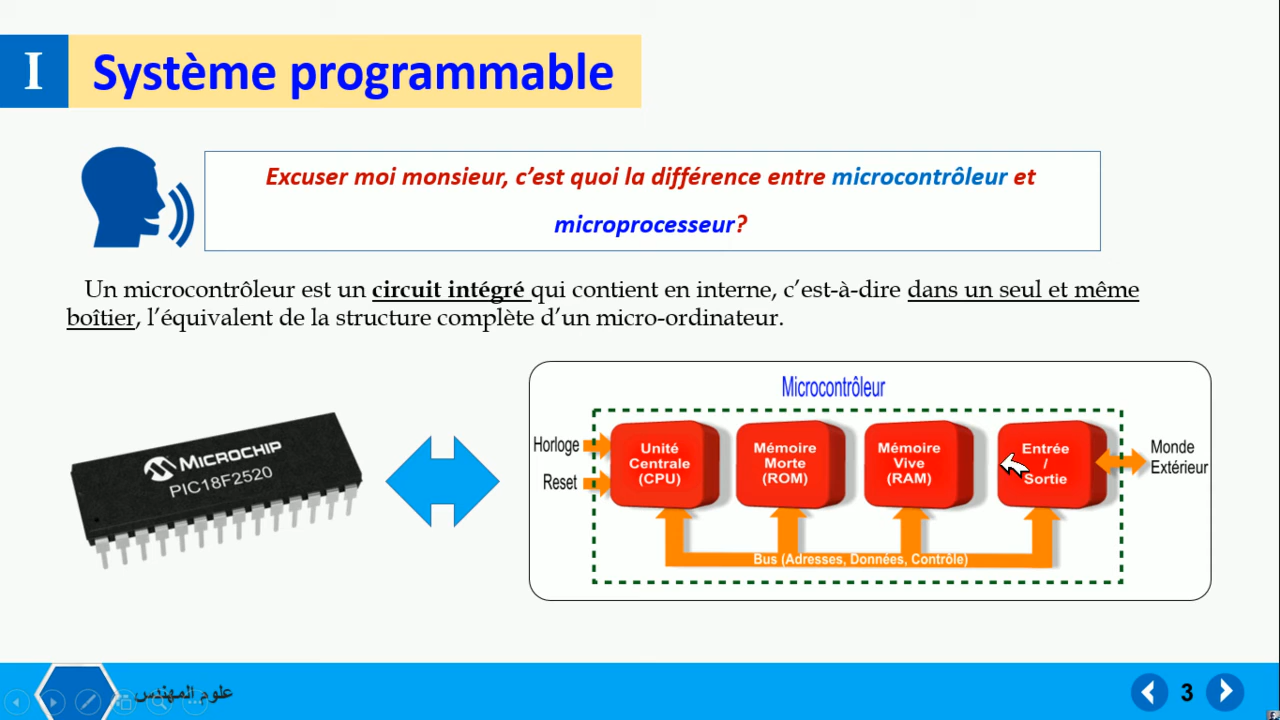 I
Système programmable
Excuser moi monsieur, c’est quoi la différence entre microcontrôleur et
microprocesseur?
Un microcontrôleur est un circuit intégré qui contient en interne, c’est-à-dire dans un seul et même
boîtier, l’équivalent de la structure complète d’un micro-ordinateur.
MICROCHIP
PIC18F2520
Microcontrôleur
Horloge
Reset
Unité
Centrale
(CPU)
Mémoire
Morte
(ROM)
Mémoire
Vive
(RAM)
Entrée
/
Sortie
Monde
Extérieur
Bus (Adresses, Données, Contrôle)
علوم المهندس
3